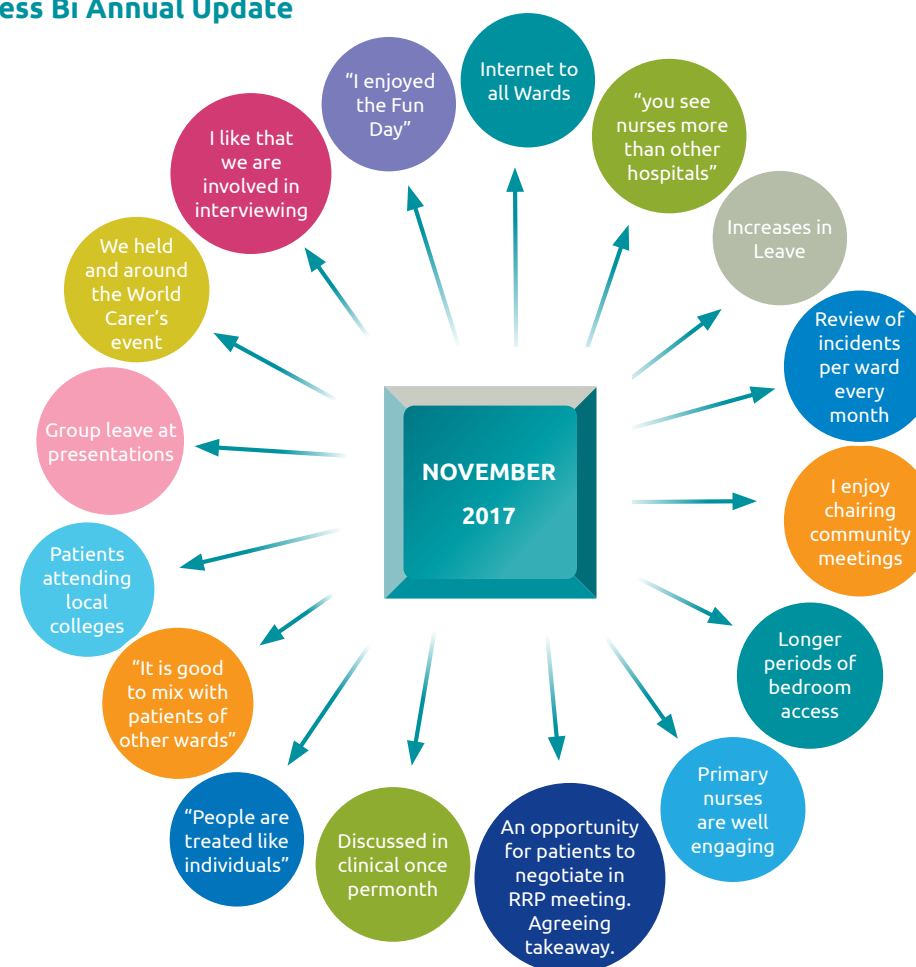 ess Bi Annual Update
Internet to
all Wards
"you see
nurses more
than other
hospitals"
Increases in
Leave
Review of
incidents
per ward
every
month
I enjoy
chairing
community
meetings
Longer
periods of
bedroom
access
Primary
nurses
are well
engaging
An opportunity
for patients to
negotiate in
RRP meeting.
Agreeing
takeaway.
Discussed in
clinical once
permonth
“People are
treated like
individuals”
“It is good
to mix with
patients of
other wards”
Patients
attending
local
colleges
Group leave at
presentations
We held
and around
the World
Carer’s
event
I like that
we are
involved in
interviewing
“I enjoyed
the Fun
Day”
NOVEMBER
2017